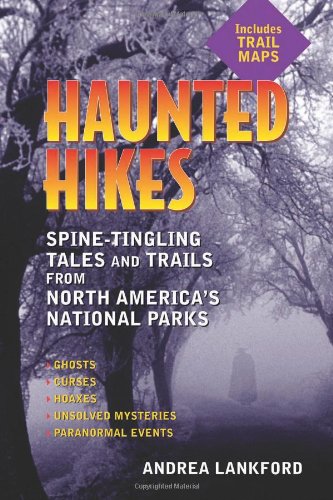 Includes
TRAIL
MAPS
HAUNTED
HIKES
SPINE-TINGLING
TALES AND TRAILS
FROM
NORTH AMERICA'S
NATIONAL PARKS
GHOSTS
CURSES
HOAXES
UNSOLVED MYSTERIES
PARANORMAL EVENTS
ANDREA LANKFORD